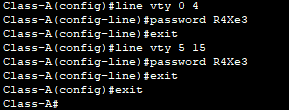 Class-A(config)#line vty 0 4
Class-A(config-line)#password R4Xe3
Class-A(config-line)#exit
Class-A(config)#line vty 5 15
Class-A(config-line)#password R4Xe3
Class-A(config-line)#exit
Class-A(config)#exit
Class-A#